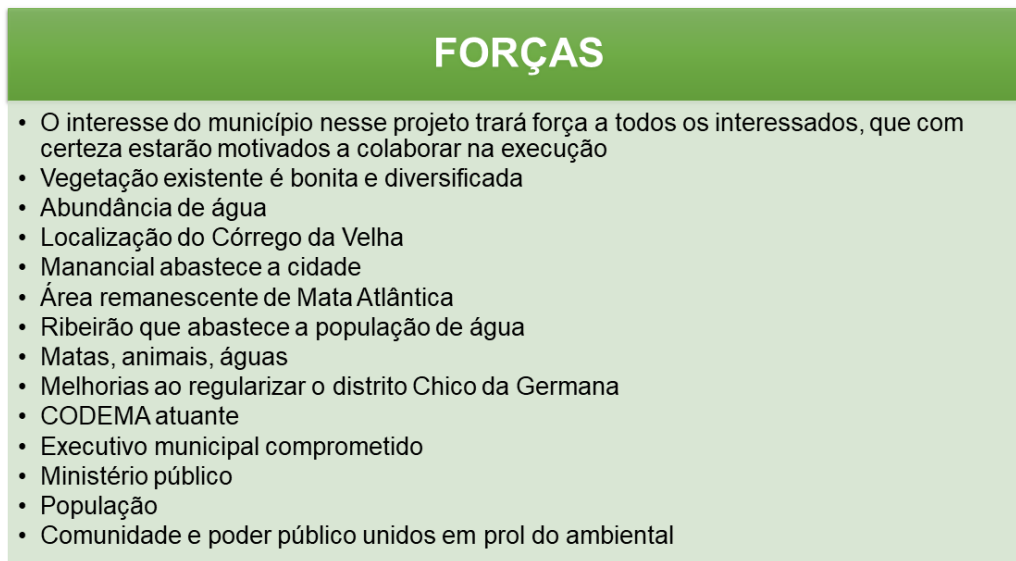 FORÇAS
• O interesse do município nesse projeto trará força a todos os interessados, que com
certeza estarão motivados a colaborar na execução
• Vegetação existente é bonita e diversificada
• Abundância de água
• Localização do Córrego da Velha
• Manancial abastece a cidade
• Área remanescente de Mata Atlântica
• Ribeirão que abastece a população de água
• Matas, animais, águas
• Melhorias ao regularizar o distrito Chico da Germana
• CODEMA atuante
• Executivo municipal comprometido
• Ministério público
• População
• Comunidade e poder público unidos em prol do ambiental